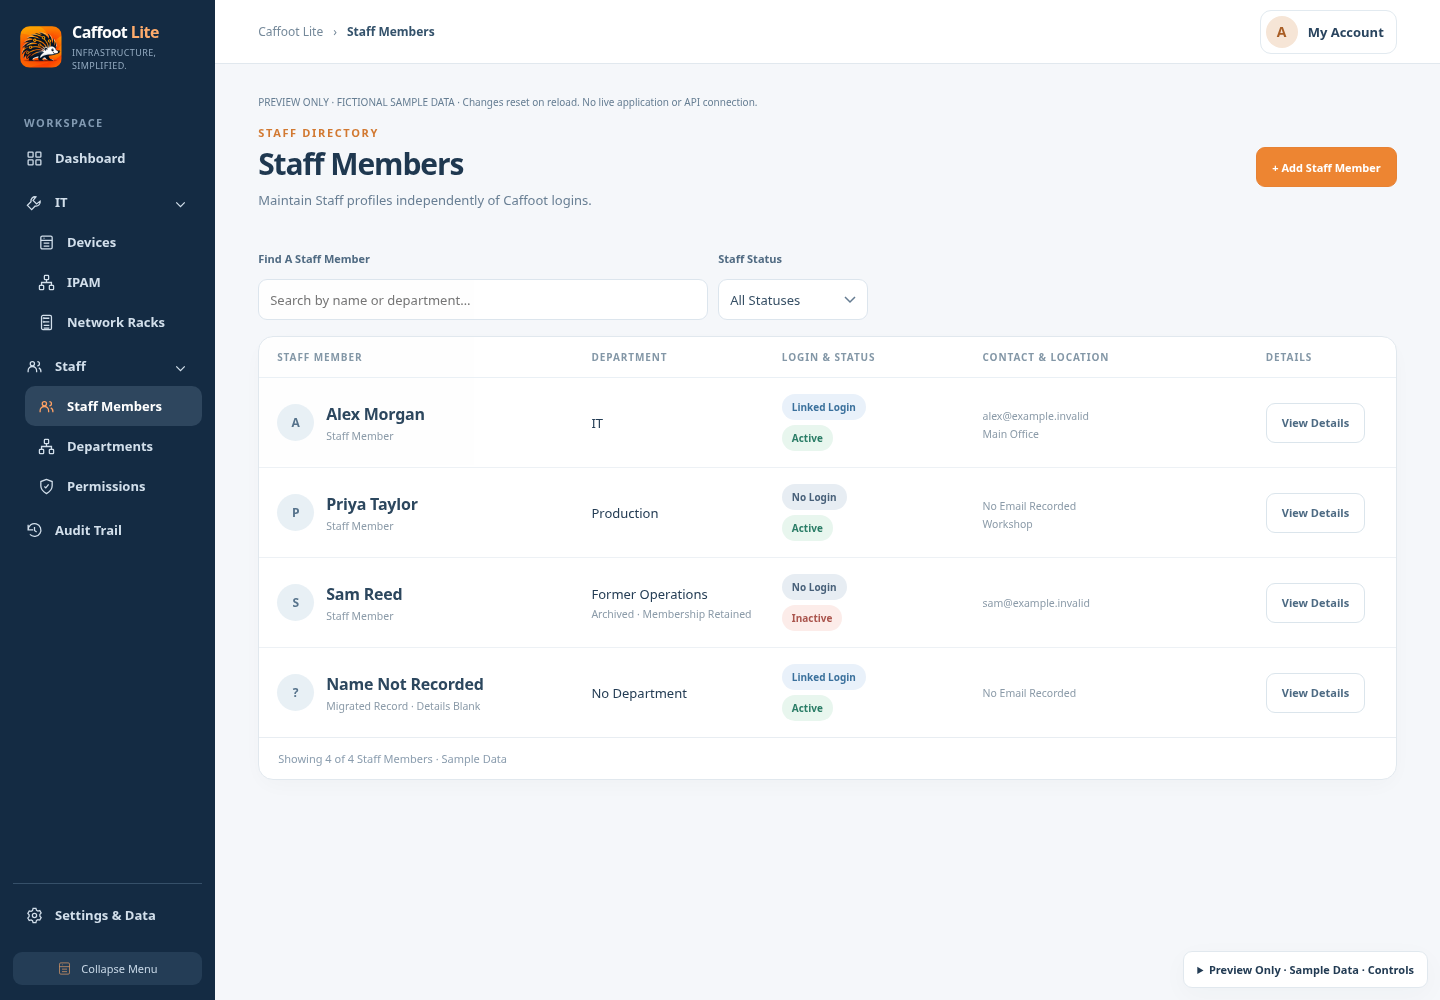 Caffoot Lite
INFRASTRUCTURE,
SIMPLIFIED.
WORKSPACE
Dashboard
IT
Devices
IPAM
Network Racks
Staff
Staff Members
Departments
Permissions
Audit Trail
Settings & Data
Collapse Menu
Caffoot Lite › Staff Members
A My Account
PREVIEW ONLY · FICTIONAL SAMPLE DATA · Changes reset on reload. No live application or API connection.
STAFF DIRECTORY
Staff Members
Maintain Staff profiles independently of Caffoot logins.
+ Add Staff Member
Find A Staff Member
Staff Status
Search by name or department...
All Statuses
STAFF MEMBER DEPARTMENT LOGIN & STATUS CONTACT & LOCATION DETAILS
A
Alex Morgan
Staff Member
IT
Linked Login
Active
alex@example.invalid
Main Office
View Details
P
Priya Taylor
Staff Member
Production
No Login
Active
No Email Recorded
Workshop
View Details
S
Sam Reed
Staff Member
Former Operations
Archived · Membership Retained
No Login
Inactive
sam@example.invalid
View Details
?
Name Not Recorded
Migrated Record · Details Blank
No Department
Linked Login
Active
No Email Recorded
View Details
Showing 4 of 4 Staff Members · Sample Data
Preview Only · Sample Data · Controls